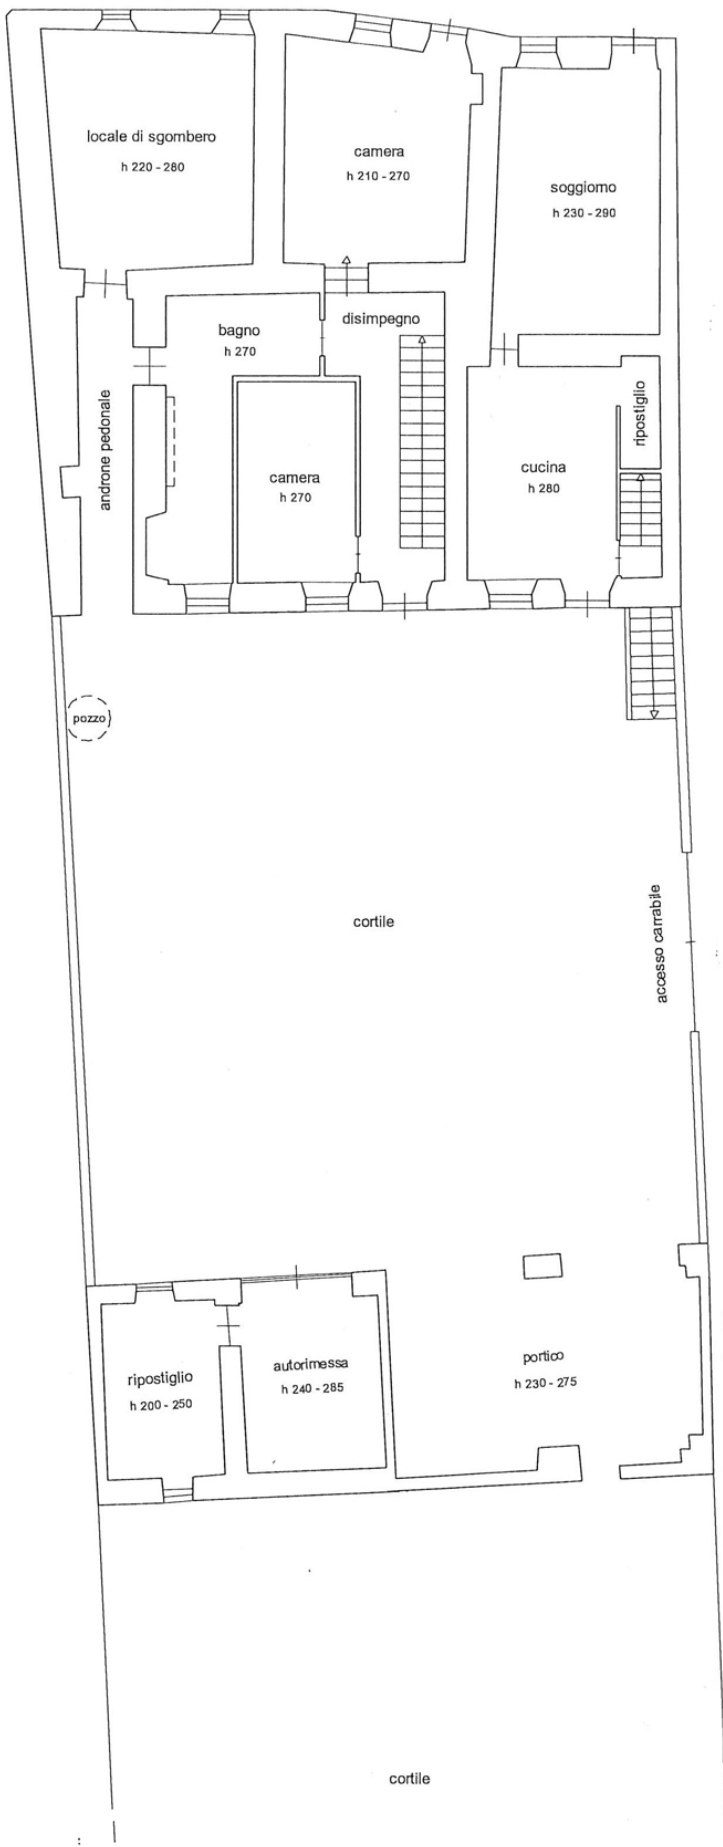 locale di sgombero
h 220 - 280
camera
h 210 - 270
soggiorno
h 230 - 290
bagno
h 270
disimpegno
androne pedonale
camera
h 270
cucina
h 280
ripostiglio
pozzo
cortile
accesso carrabile
ripostiglio
h 200 - 250
autorimessa
h 240 - 285
portico
h 230 - 275
cortile